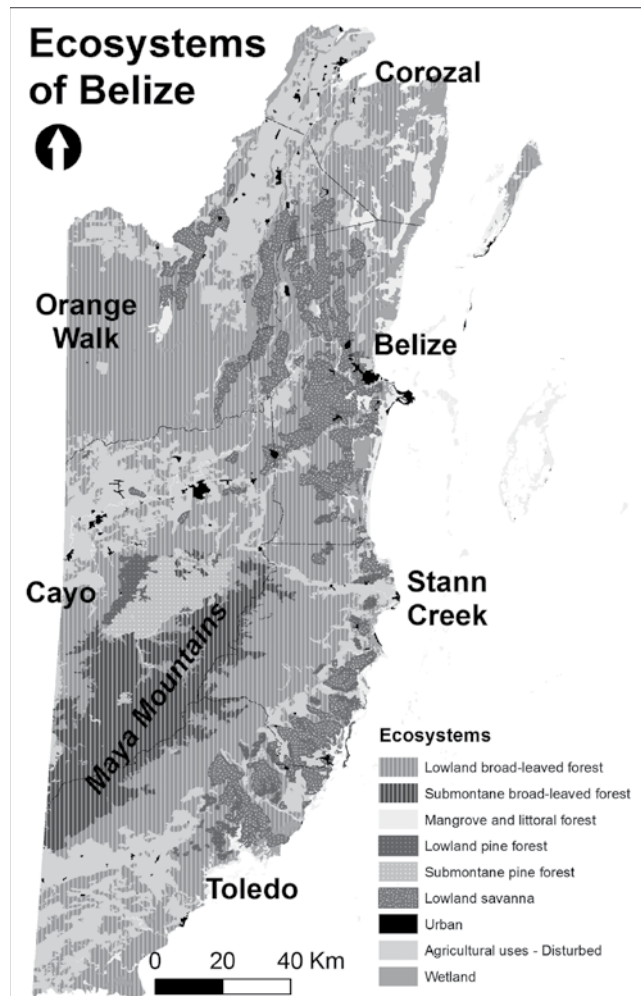 Ecosystems
of Belize
Corozal
Orange
Walk
Belize
Cayo
Stann
Creek
Maya Mountains
Toledo
Ecosystems
Lowland broad-leaved forest
Submontane broad-leaved forest
Mangrove and littoral forest
Lowland pine forest
Submontane pine forest
Lowland savanna
Urban
Agricultural uses - Disturbed
Wetland
0 20 40 Km